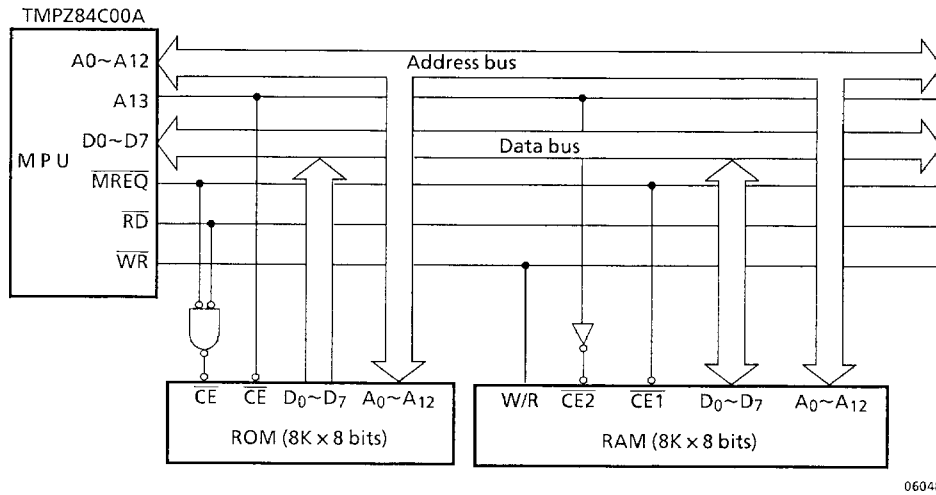 TMPZ84C00A
A0~A12
Address bus
A13
D0~D7
Data bus
MPU
MREQ
RD
WR
CE CE D0~D7 A0~A12
ROM (8K x 8 bits)
W/R CE2 CE1 D0~D7 A0~A12
RAM (8K x 8 bits)